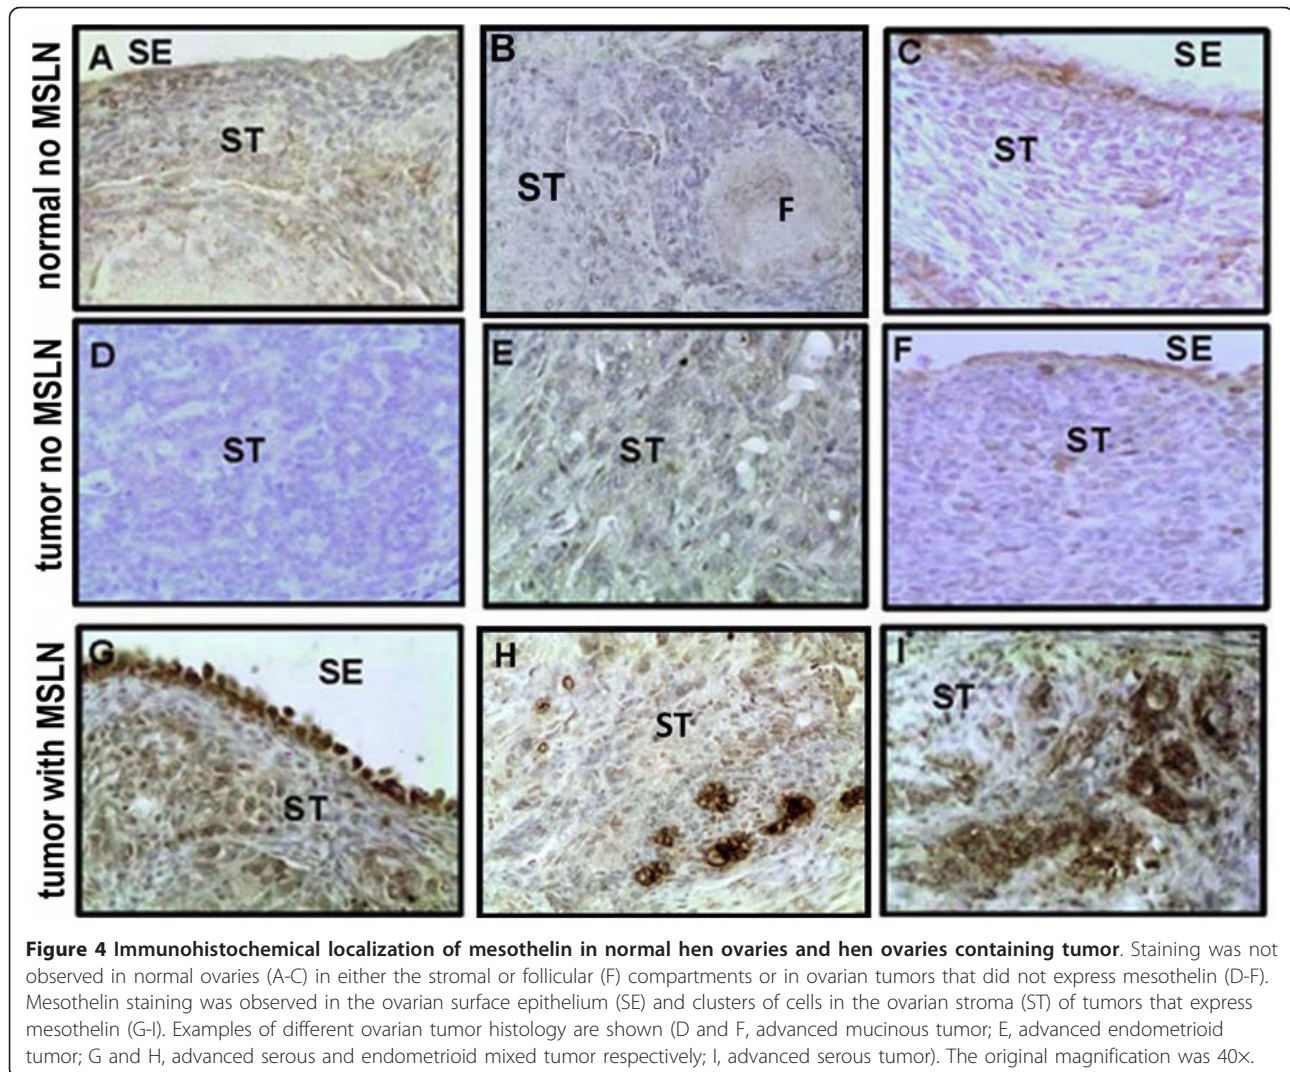 normal no MSLN
A SE
ST
B
ST
F
C
SE
ST
tumor no MSLN
D
ST
E
ST
F
SE
ST
tumor with MSLN
G
SE
ST
H
ST
I
ST
Figure 4 Immunohistochemical localization of mesothelin in normal hen ovaries and hen ovaries containing tumor. Staining was not
observed in normal ovaries (A-C) in either the stromal or follicular (F) compartments or in ovarian tumors that did not express mesothelin (D-F).
Mesothelin staining was observed in the ovarian surface epithelium (SE) and clusters of cells in the ovarian stroma (ST) of tumors that express
mesothelin (G-I). Examples of different ovarian tumor histology are shown (D and F, advanced mucinous tumor; E, advanced endometrioid
tumor; G and H, advanced serous and endometrioid mixed tumor respectively; I, advanced serous tumor). The original magnification was 40×.